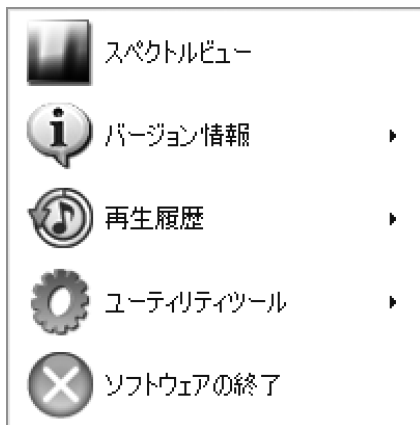 スペクトルビュー
バージョン情報
再生履歴
ユーティリティツール
ソフトウェアの終了